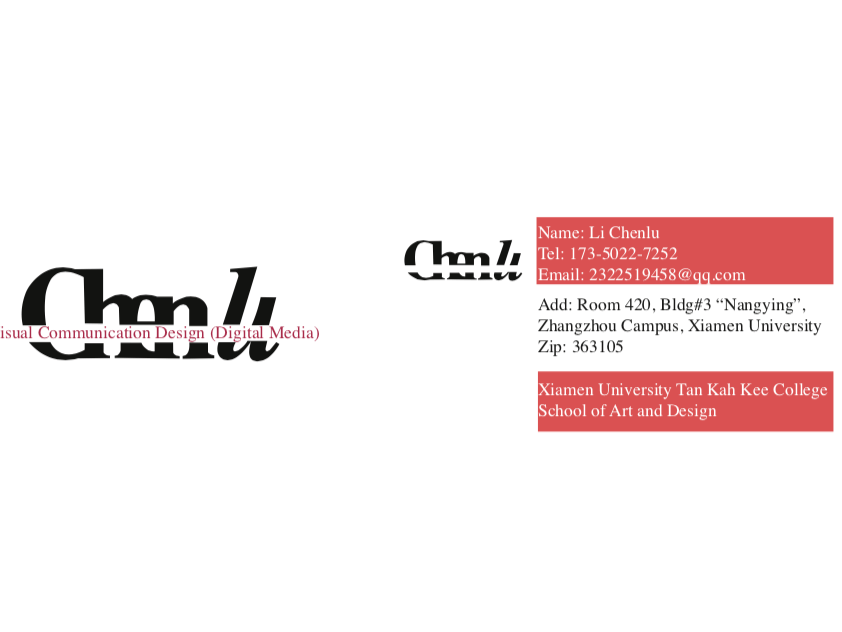 Chenlu
isual Communication Design (Digital Media)
Chenlu
Name: Li Chenlu
Tel: 173-5022-7252
Email: 2322519458@qq.com
Add: Room 420, Bldg#3 “Nangying”,
Zhangzhou Campus, Xiamen University
Zip: 363105
Xiamen University Tan Kah Kee College
School of Art and Design